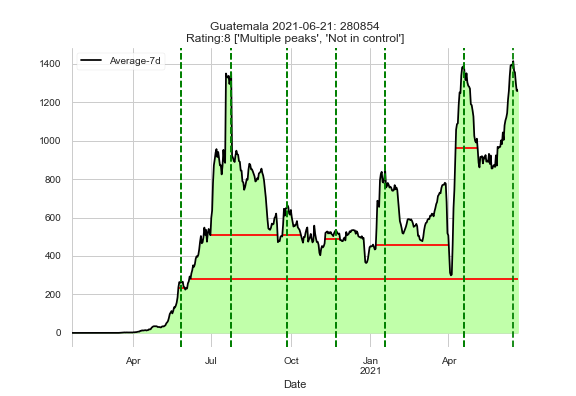 Guatemala 2021-06-21: 280854
Rating:8 ['Multiple peaks', 'Not in control']
Average-7d
1400
1200
1000
800
600
400
200
0
Apr
Jul
Oct
Jan
2021
Apr
Date